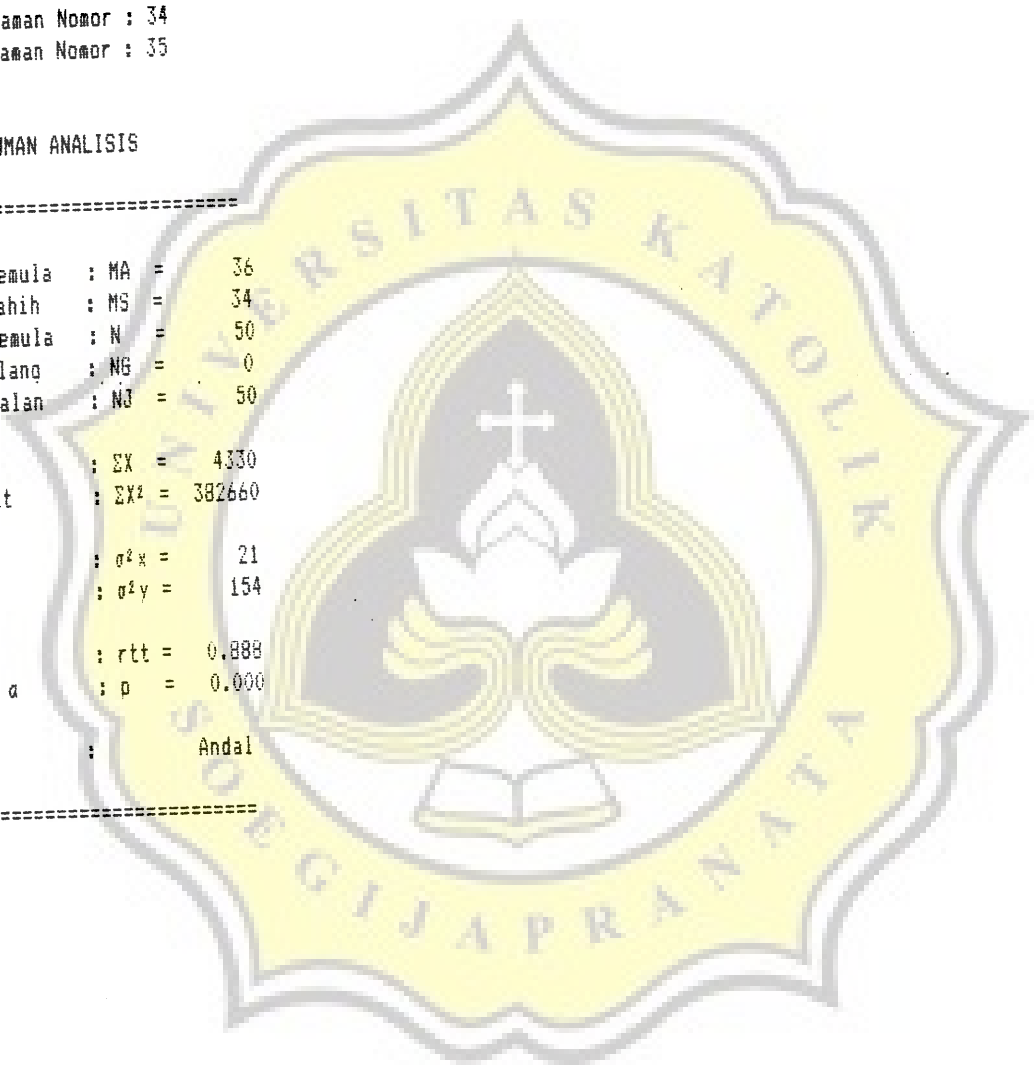 aman Nomor : 34
aman Nomor : 35
UMAN ANALISIS
==========================
emula : MA = 36
ahih : MS = 34
emula : N = 50
lang : NG = 0
alan : NJ = 50
: ΣX = 4330
t : ΣX² = 382660
: σ²x = 21
: σ²y = 154
: rtt = 0.888
α : p = 0.000
: Andal
==========================
UNIVERSITAS KATOLIK
SOEGIJAPRANATA